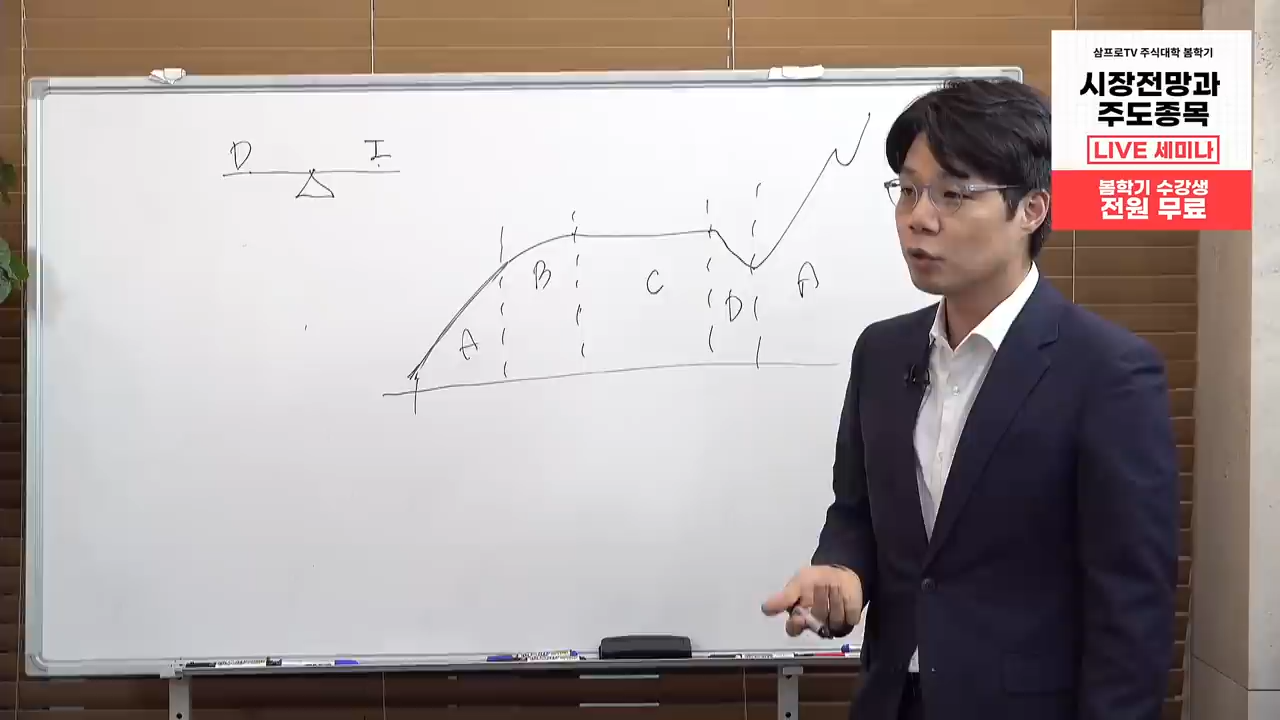 삼프로TV 주식대학 봄학기
시장전망과
주도종목
LIVE 세미나
봄학기 수강생
전원 무료
D I
A B C D A